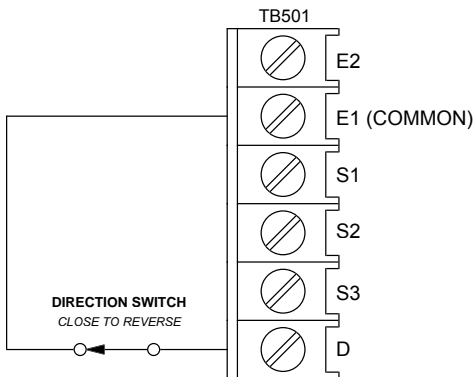 TB501
E2
E1 (COMMON)
S1
S2
S3
DIRECTION SWITCH
CLOSE TO REVERSE
D